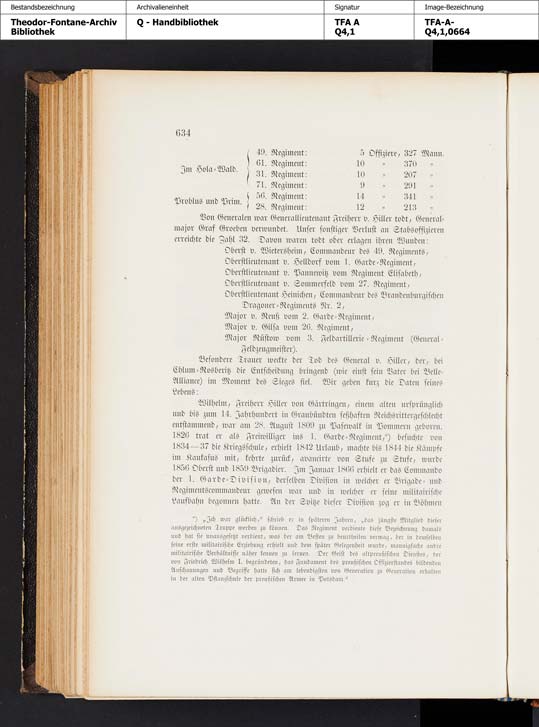 Bestandsbezeichnung Archivalieneinheit Signatur Image-Bezeichnung
Theodor-Fontane-Archiv Q - Handbibliothek TFA A TFA-A-
Bibliothek Q4,1 Q4,1,0664
634
49. Regiment: 5 Offiziere, 327 Mann.
61. Regiment: 10 „ 370 „
Im Hola-Wald.
31. Regiment: 10 „ 207 „
71. Regiment: 9 „ 291 „
56. Regiment: 14 „ 341 „
Problus und Prim.
28. Regiment: 12 „ 213 „
Von Generalen war Generallieutenant Freiherr v. Hiller todt, General-
major Graf Groeben verwundet. Unser sonstiger Verlust an Stabsoffizieren
erreichte die Zahl 32. Davon waren todt oder erlagen ihren Wunden:
Oberst v. Wietersheim, Commandeur des 49. Regiments,
Oberstlieutenant v. Helldorf vom 1. Garde-Regiment,
Oberstlieutenant v. Pannewitz vom Regiment Elisabeth,
Oberstlieutenant v. Sommerfeld vom 27. Regiment,
Oberstlieutenant Heinichen, Commandeur des Brandenburgischen
Dragoner-Regiments Nr. 2,
Major v. Reuß vom 2. Garde-Regiment,
Major v. Gilsa vom 26. Regiment,
Major Rüstow vom 3. Feldartillerie-Regiment (General-
Feldzeugmeister).
Besondere Trauer weckte der Tod des General v. Hiller, der, bei
Chlum-Rosberitz die Entscheidung bringend (wie einst sein Vater bei Belle-
Alliance) im Moment des Sieges fiel. Wir geben kurz die Daten seines
Lebens:
Wilhelm, Freiherr Hiller von Gärtringen, einem alten ursprünglich
und bis zum 14. Jahrhundert in Graubündten seßhaften Reichsrittergeschlecht
entstammend, war am 28. August 1809 zu Pasewalk in Pommern geboren.
1826 trat er als Freiwilliger ins 1. Garde-Regiment,*) besuchte von
1834—37 die Kriegsschule, erhielt 1842 Urlaub, machte bis 1844 die Kämpfe
im Kaukasus mit, kehrte zurück, avancirte von Stufe zu Stufe, wurde
1856 Oberst und 1859 Brigadier. Im Januar 1866 erhielt er das Commando
der 1. Garde-Division, derselben Division in welcher er Brigade- und
Regimentscommandeur gewesen war und in welcher er seine militairische
Laufbahn begonnen hatte. An der Spitze dieser Division zog er in Böhmen
*) „Ich war glücklich,“ schrieb er in späteren Jahren, „das jüngste Mitglied dieser
ausgezeichneten Truppe werden zu können. Das Regiment verdiente diese Bezeichnung damals
und hat sie unausgesetzt verdient, was der am Besten zu beurtheilen vermag, der in demselben
seine erste militairische Erziehung erhielt und dem später Gelegenheit wurde, mannigfache andre
militairische Verhältnisse näher kennen zu lernen. Der Geist des altpreußischen Dienstes, der
von Friedrich Wilhelm I. begründeten, das Fundament des preußischen Offizierstandes bildenden
Anschauungen und Begriffe hatte sich am lebendigsten von Generation zu Generation erhalten
in der alten Pflanzschule der preußischen Armee in Potsdam.“